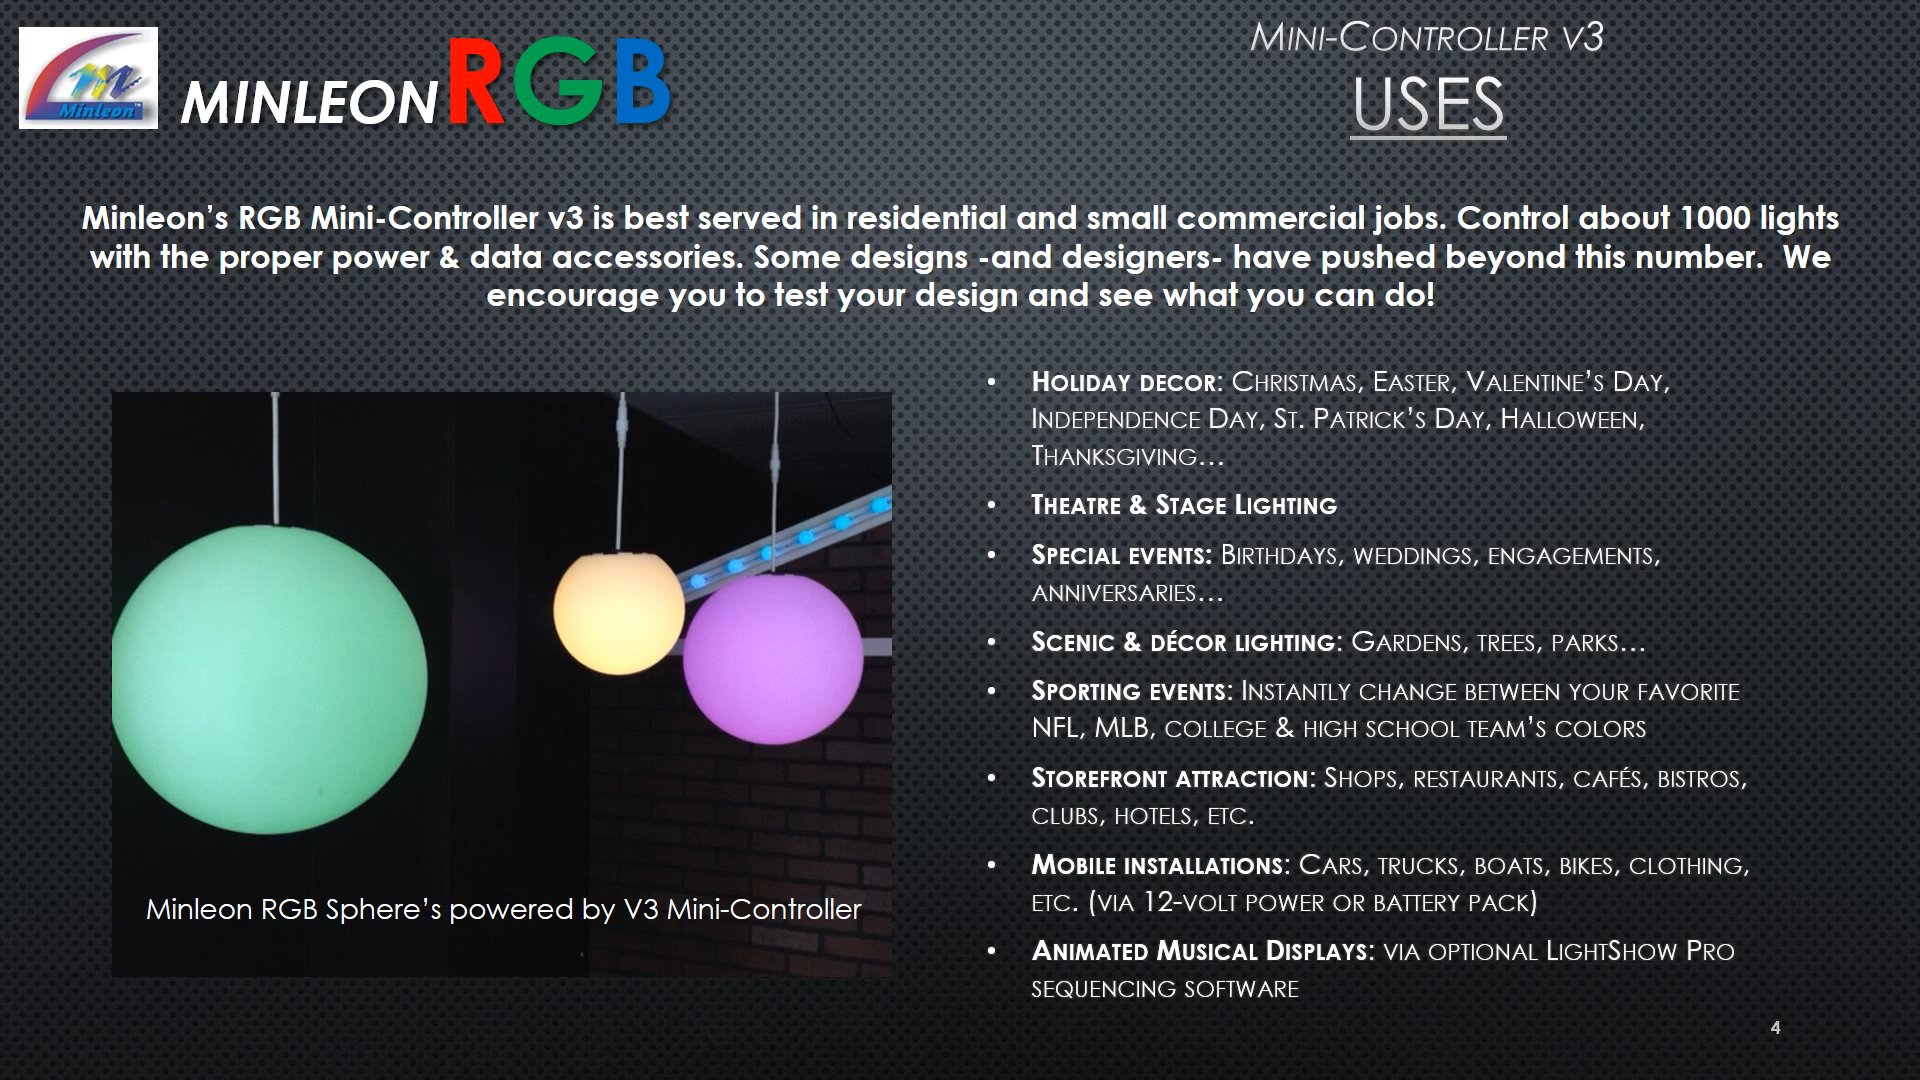 Minleon™
MINLEON RGB
Mini-Controller v3
USES
Minleon’s RGB Mini-Controller v3 is best served in residential and small commercial jobs. Control about 1000 lights
with the proper power & data accessories. Some designs -and designers- have pushed beyond this number.  We
encourage you to test your design and see what you can do!
• Holiday decor: Christmas, Easter, Valentine’s Day,
Independence Day, St. Patrick’s Day, Halloween,
Thanksgiving…
• Theatre & Stage Lighting
• Special events: Birthdays, weddings, engagements,
anniversaries…
• Scenic & décor lighting: Gardens, trees, parks…
• Sporting events: Instantly change between your favorite
NFL, MLB, college & high school team’s colors
• Storefront attraction: Shops, restaurants, cafés, bistros,
clubs, hotels, etc.
• Mobile installations: Cars, trucks, boats, bikes, clothing,
etc. (via 12-volt power or battery pack)
• Animated Musical Displays: via optional LightShow Pro
sequencing software
Minleon RGB Sphere’s powered by V3 Mini-Controller
4